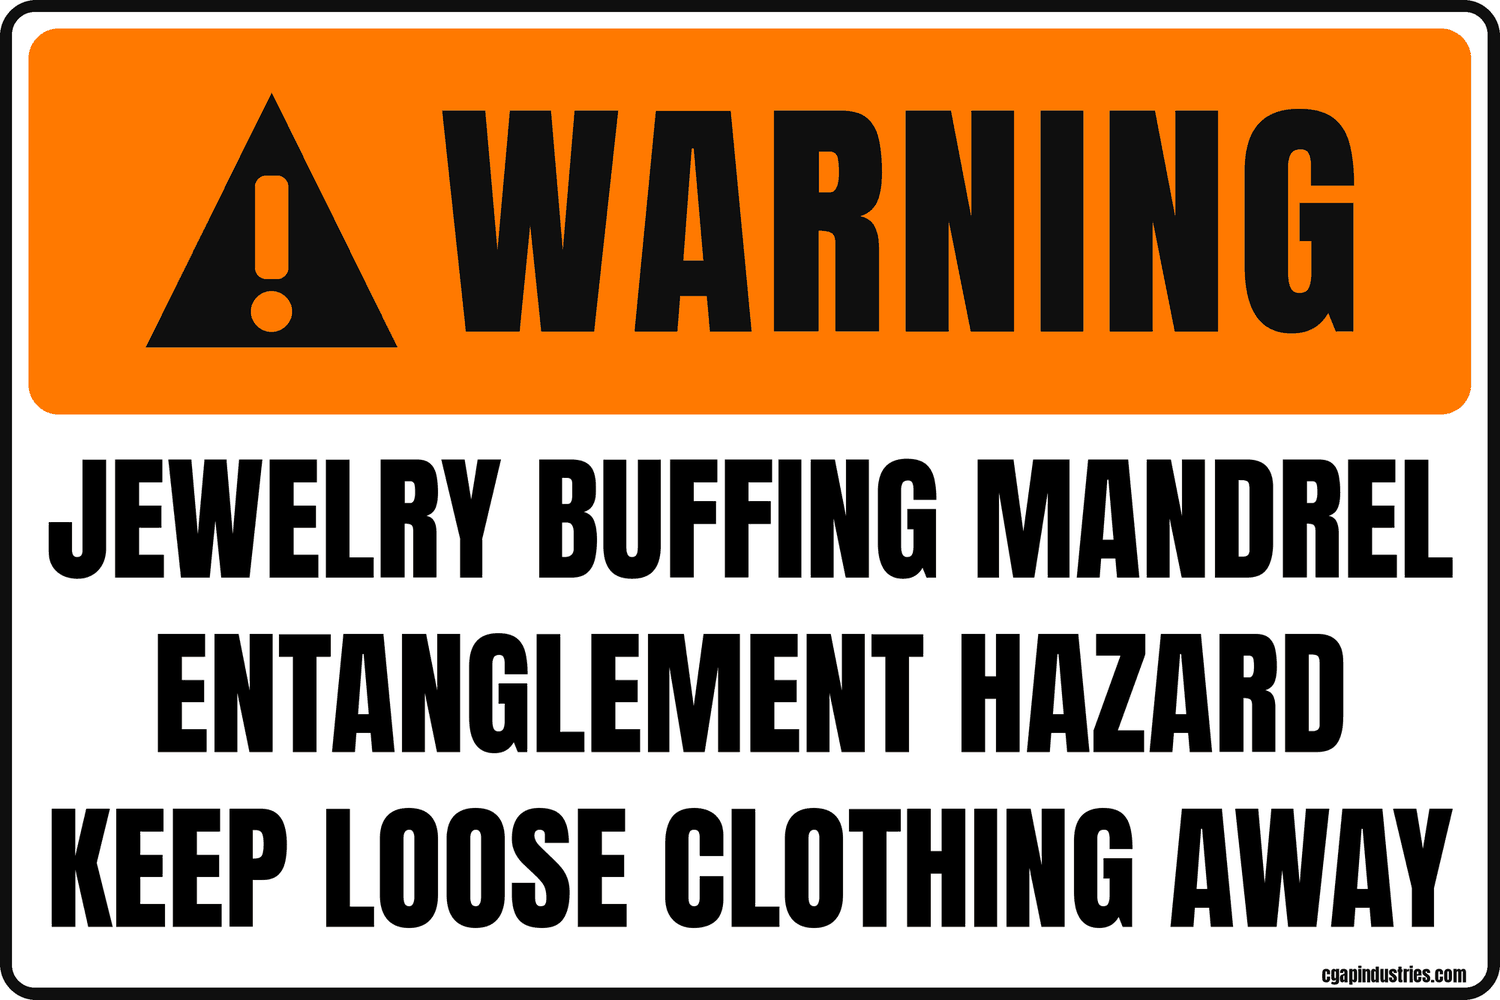 WARNING
JEWELRY BUFFING MANDREL
ENTANGLEMENT HAZARD
KEEP LOOSE CLOTHING AWAY
cgapindustries.com